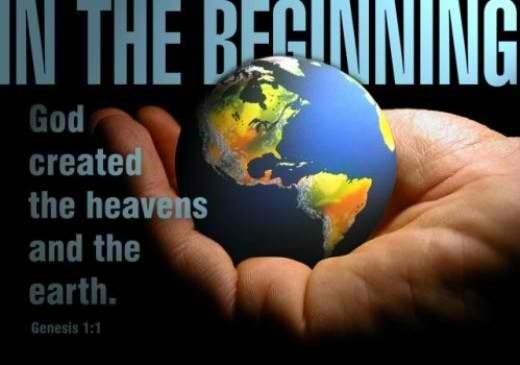 IN THE BEGINNING
God
created
the heavens
and the
earth.
Genesis 1:1